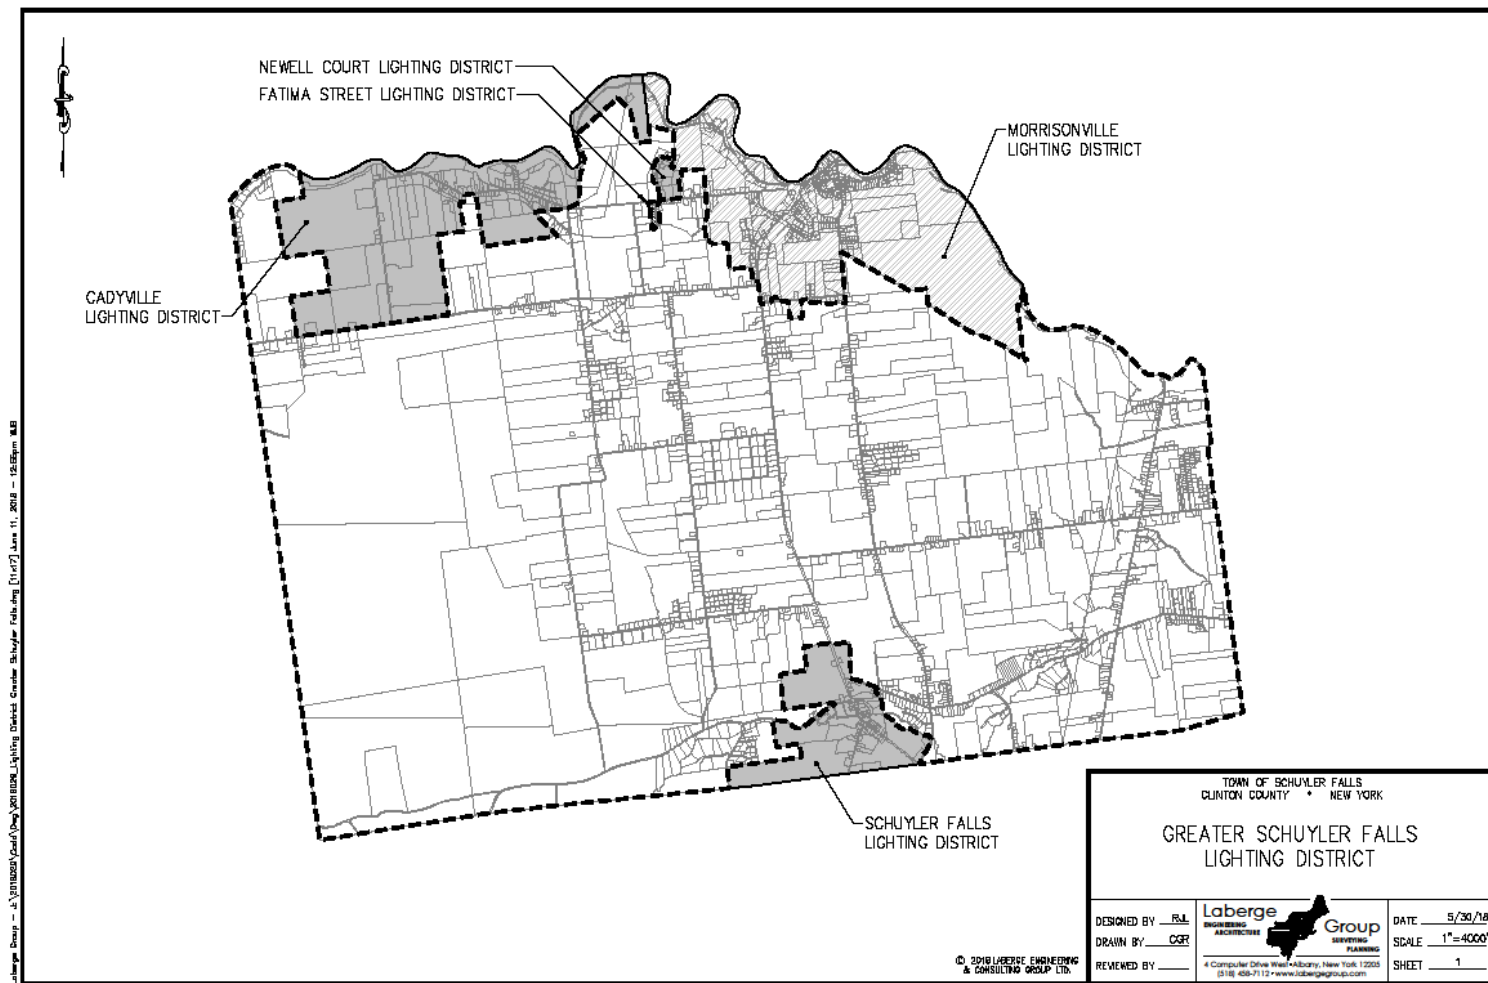 NEWELL COURT LIGHTING DISTRICT
FATIMA STREET LIGHTING DISTRICT
MORRISONVILLE
LIGHTING DISTRICT
CADYVILLE
LIGHTING DISTRICT
SCHUYLER FALLS
LIGHTING DISTRICT
TOWN OF SCHUYLER FALLS
CLINTON COUNTY * NEW YORK
GREATER SCHUYLER FALLS
LIGHTING DISTRICT
DESIGNED BY RJL
DRAWN BY CGR
REVIEWED BY
Laberge
ENGINEERING
ARCHITECTURE
Group
SURVEYING
PLANNING
4 Computer Drive West • Albany, New York 12205
(518) 458-7112 • www.labergegroup.com
DATE 5/30/18
SCALE 1"=4000'
SHEET 1
© 2018 LABERGE ENGINEERING
& CONSULTING GROUP LTD.